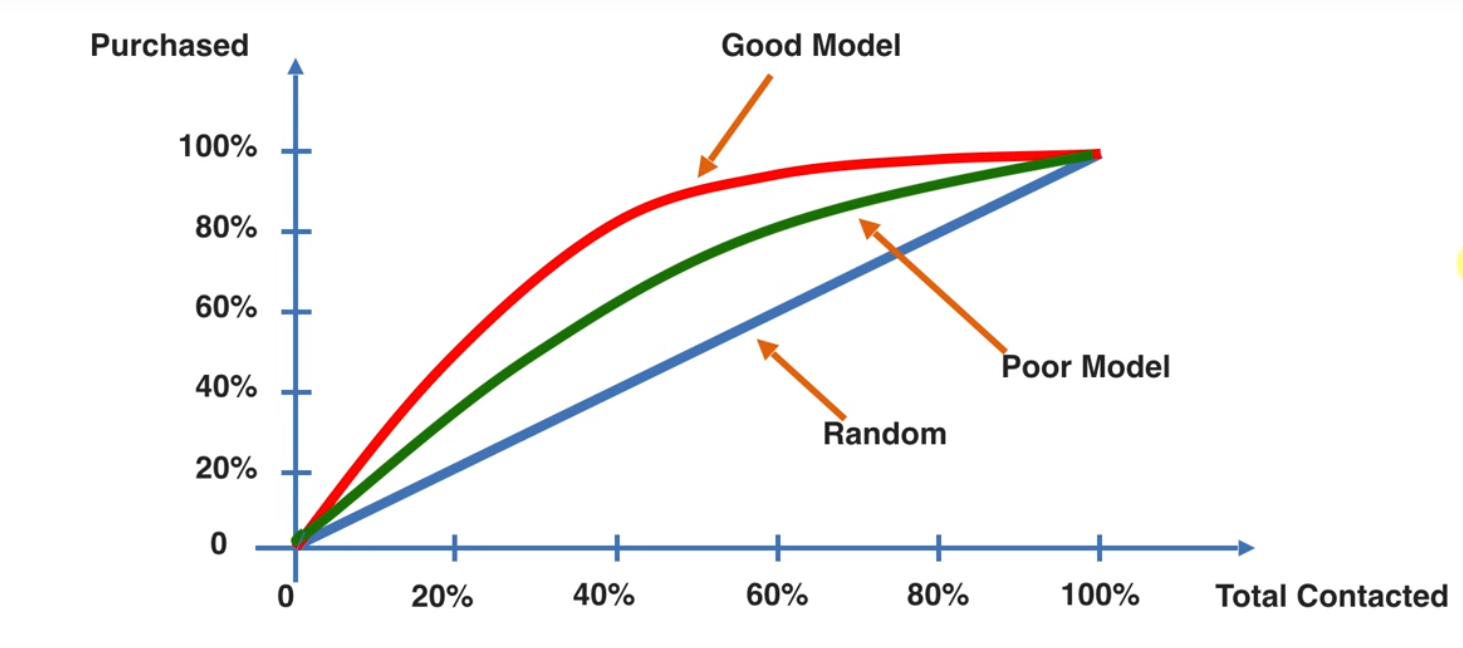 Purchased
Good Model
100%
80%
60%
40%
20%
0
Poor Model
Random
0
20%
40%
60%
80%
100%
Total Contacted